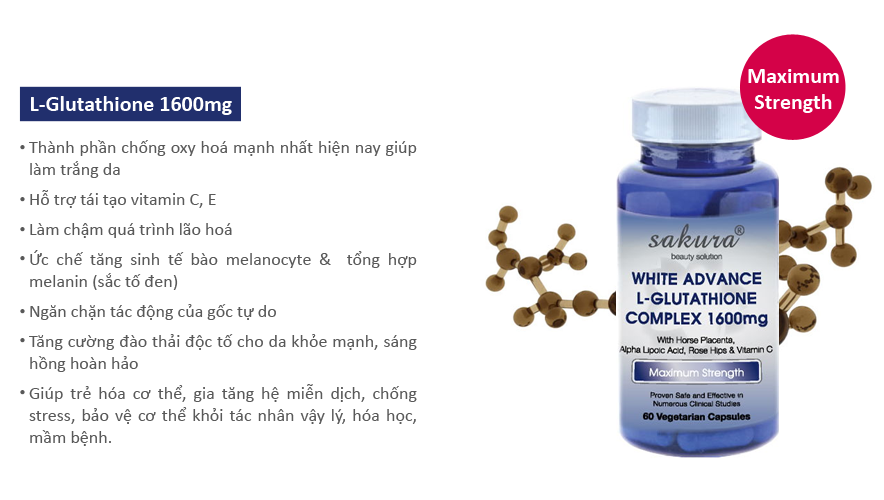 L-Glutathione 1600mg
• Thành phần chống oxy hoá mạnh nhất hiện nay giúp
làm trắng da
• Hỗ trợ tái tạo vitamin C, E
• Làm chậm quá trình lão hoá
• Ức chế tăng sinh tế bào melanocyte & tổng hợp
melanin (sắc tố đen)
• Ngăn chặn tác động của gốc tự do
• Tăng cường đào thải độc tố cho da khỏe mạnh, sáng
hồng hoàn hảo
• Giúp trẻ hóa cơ thể, gia tăng hệ miễn dịch, chống
stress, bảo vệ cơ thể khỏi tác nhân vậy lý, hóa học,
mầm bệnh.
Maximum
Strength
sakura®
beauty solution
WHITE ADVANCE
L-GLUTATHIONE
COMPLEX 1600mg
With Horse Placenta,
Alpha Lipoic Acid, Rose Hips & Vitamin C
Maximum Strength
Proven Safe and Effective in
Numerous Clinical Studies
60 Vegetarian Capsules